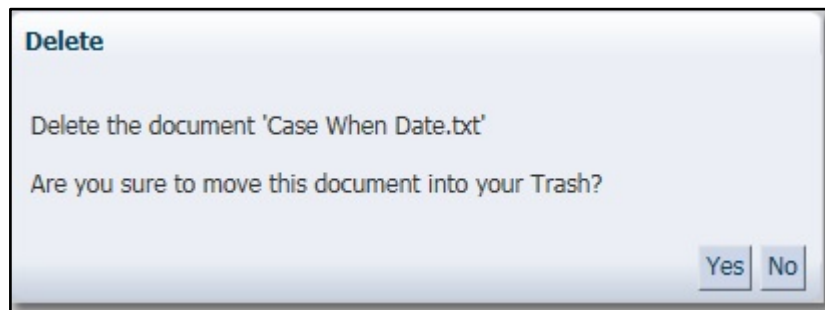 Delete
Delete the document 'Case When Date.txt'
Are you sure to move this document into your Trash?
Yes No